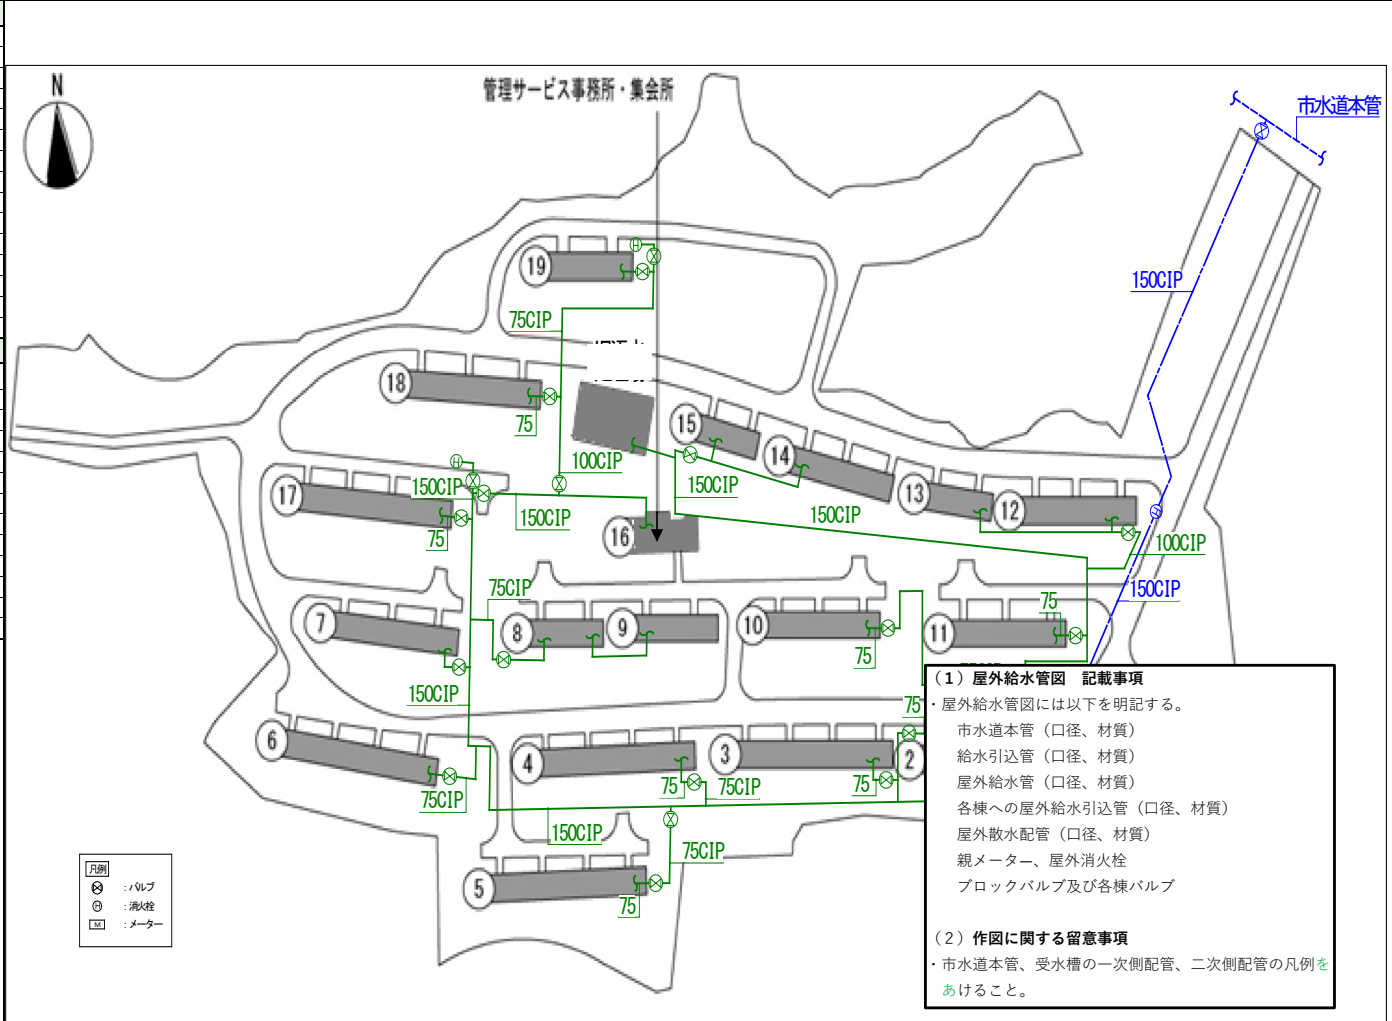 N
管理サービス事務所・集会所
市水道本管
150CIP
19
75CIP
18
75
15
14
100CIP
150CIP
13
12
17
150CIP
150CIP
150CIP
75
16
100CIP
75CIP
150CIP
7
8
9
10
11
75
75
150CIP
75
6
4
3
2
75CIP
75
75CIP
75
150CIP
75CIP
5
75
凡例
：バルブ
H ：消火栓
M ：メーター
（１）屋外給水管図　記載事項
・屋外給水管図には以下を明記する。
市水道本管（口径、材質）
給水引込管（口径、材質）
屋外給水管（口径、材質）
各棟への屋外給水引込管（口径、材質）
屋外散水配管（口径、材質）
親メーター、屋外消火栓
ブロックバルブ及び各棟バルブ
（２）作図に関する留意事項
・市水道本管、受水槽の一次側配管、二次側配管の凡例を
あけること。